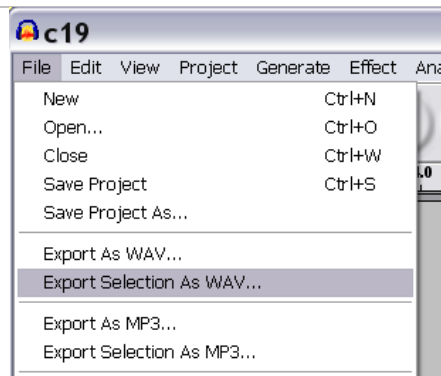 c19
File Edit View Project Generate Effect Ana
New Ctrl+N
Open... Ctrl+O
Close Ctrl+W
Save Project Ctrl+S
Save Project As...
Export As WAV...
Export Selection As WAV...
Export As MP3...
Export Selection As MP3...